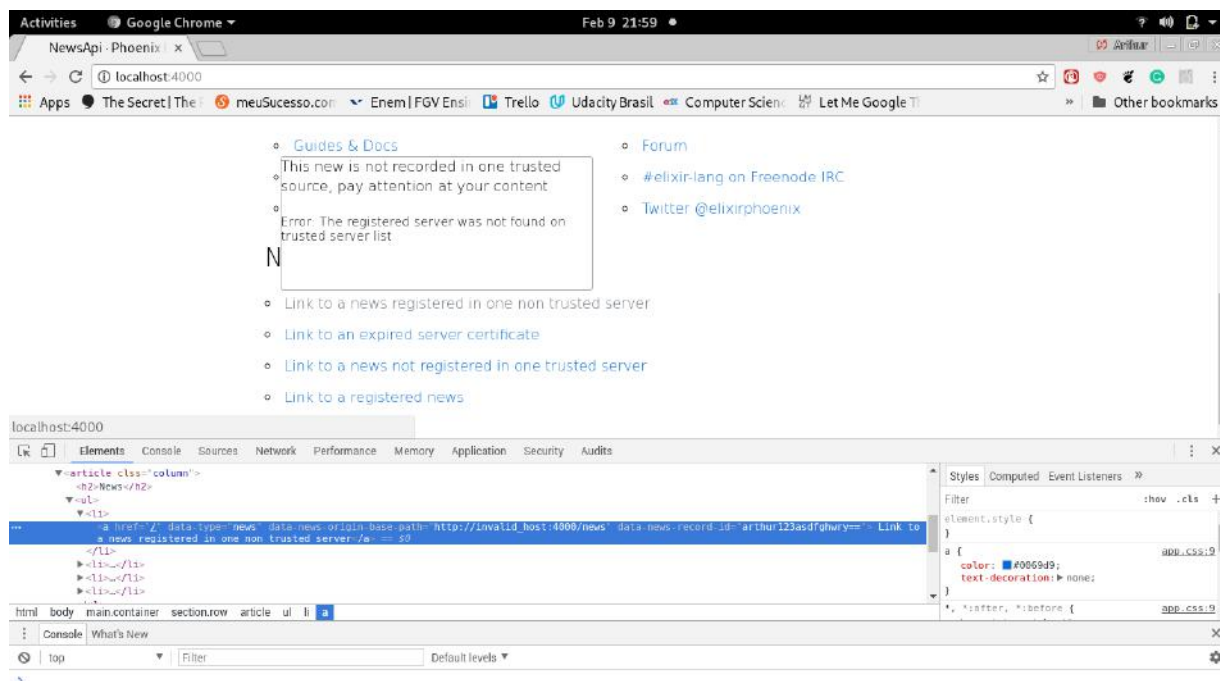 Activities Google Chrome Feb 9 21:59
NewsApi · Phoenix
localhost:4000
Apps The Secret | The meuSucesso.com Enem | FGV Ensi Trello Udacity Brasil Computer Scienc Let Me Google T Other bookmarks
Guides & Docs
Forum
This new is not recorded in one trusted
source, pay attention at your content
#elixir-lang on Freenode IRC
Twitter @elixirphoenix
Error: The registered server was not found on
trusted server list
N
Link to a news registered in one non trusted server
Link to an expired server certificate
Link to a news not registered in one trusted server
Link to a registered news
localhost:4000
Elements Console Sources Network Performance Memory Application Security Audits
<article clss="column">
<h2>News</h2>
<ul>
<li>
<a href="/" data-type="news" data-news-origin-base-path="http://invalid_host:4000/news" data-news-record-id="arthur123asdfghwry=="> Link to
a news registered in one non trusted server</a> == $0
</li>
<li>…</li>
<li>…</li>
<li>…</li>
html body main.container section.row article ul li a
Styles Computed Event Listeners »
Filter :hov .cls +
element.style {
}
a { app.css:9
color: #0069d9;
text-decoration: none;
}
*, *:after, *:before { app.css:9
Console What's New
top Filter Default levels